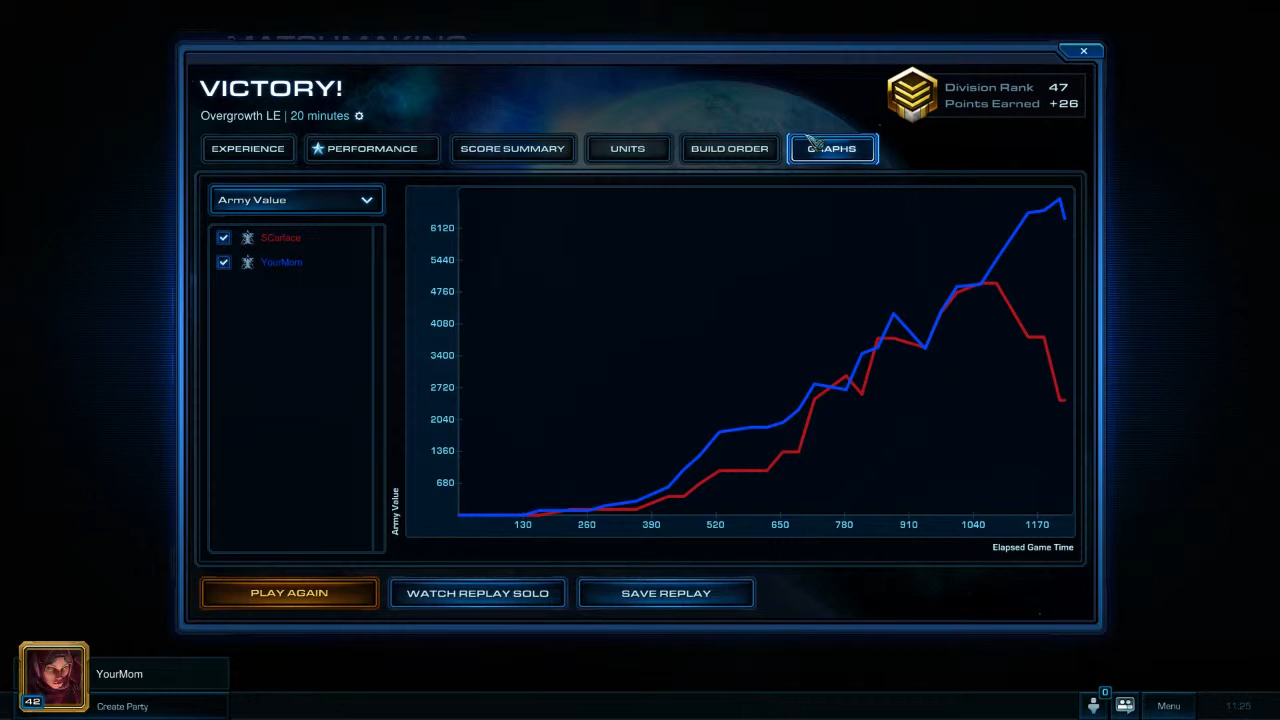 VICTORY!
Overgrowth LE | 20 minutes
Division Rank 47
Points Earned +26
EXPERIENCE
PERFORMANCE
SCORE SUMMARY
UNITS
BUILD ORDER
GRAPHS
Army Value
SCarface
YourMom
6120
5440
4760
4080
3400
2720
2040
1360
680
Army Value
130 260 390 520 650 780 910 1040 1170
Elapsed Game Time
PLAY AGAIN
WATCH REPLAY SOLO
SAVE REPLAY
YourMom
42
Create Party
0
Menu
11:25